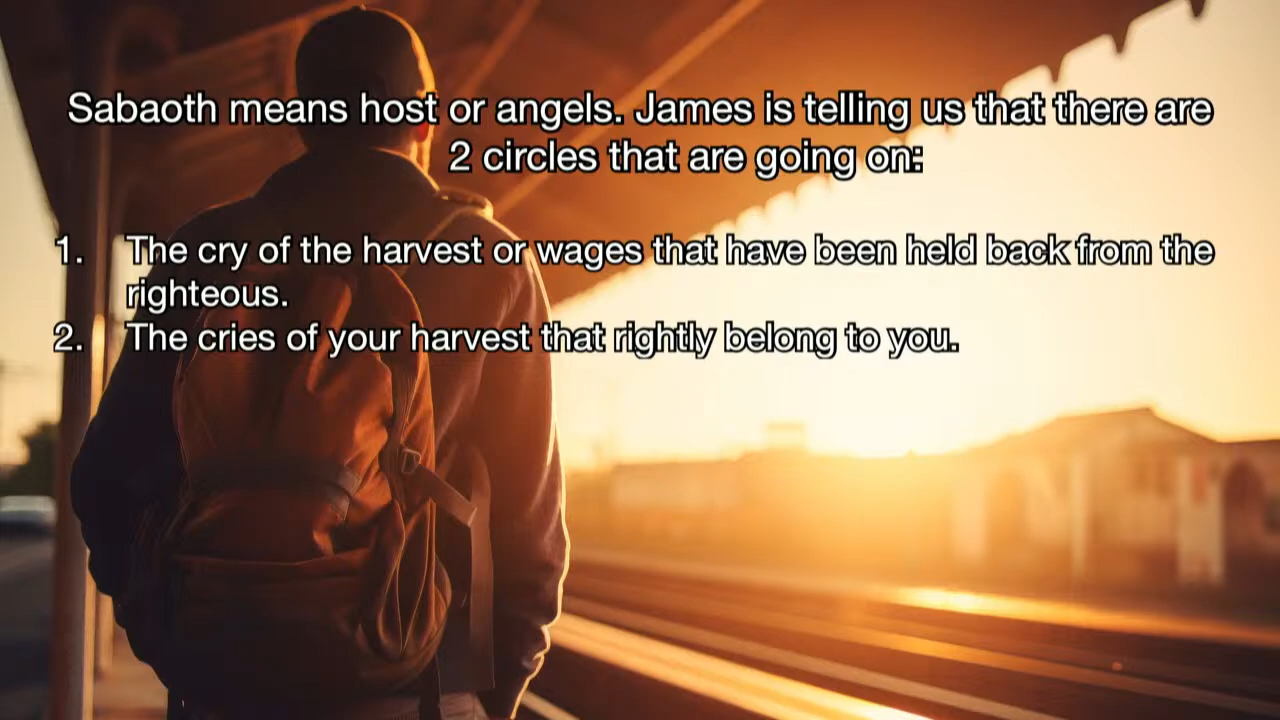 Sabaoth means host or angels. James is telling us that there are
2 circles that are going on:
1. The cry of the harvest or wages that have been held back from the
righteous.
2. The cries of your harvest that rightly belong to you.